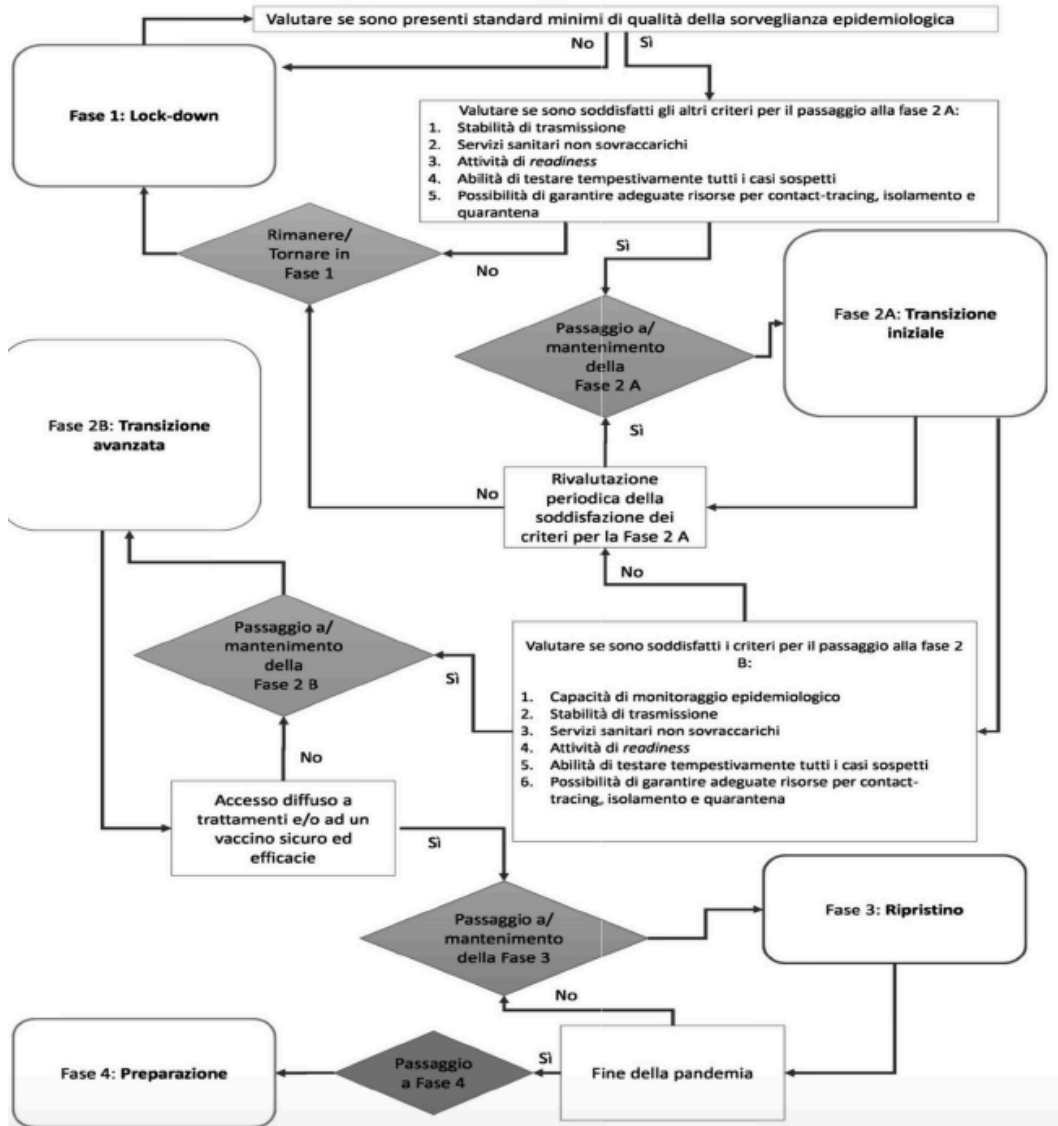 Valutare se sono presenti standard minimi di qualità della sorveglianza epidemiologica
No
Sì
Fase 1: Lock-down
Valutare se sono soddisfatti gli altri criteri per il passaggio alla fase 2 A:
1. Stabilità di trasmissione
2. Servizi sanitari non sovraccarichi
3. Attività di readiness
4. Abilità di testare tempestivamente tutti i casi sospetti
5. Possibilità di garantire adeguate risorse per contact-tracing, isolamento e
quarantena
Rimanere/
Tornare in
Fase 1
No
Sì
Passaggio a/
mantenimento
della
Fase 2 A
Fase 2A: Transizione
iniziale
Sì
Fase 2B: Transizione
avanzata
No
Rivalutazione
periodica della
soddisfazione dei
criteri per la Fase 2 A
No
Passaggio a/
mantenimento
della
Fase 2 B
Sì
Valutare se sono soddisfatti i criteri per il passaggio alla fase 2
B:
1. Capacità di monitoraggio epidemiologico
2. Stabilità di trasmissione
3. Servizi sanitari non sovraccarichi
4. Attività di readiness
5. Abilità di testare tempestivamente tutti i casi sospetti
6. Possibilità di garantire adeguate risorse per contact-
tracing, isolamento e quarantena
No
Accesso diffuso a
trattamenti e/o ad un
vaccino sicuro ed
efficacie
Sì
Passaggio a/
mantenimento
della Fase 3
Fase 3: Ripristino
No
Fase 4: Preparazione
Passaggio
a Fase 4
Sì
Fine della pandemia